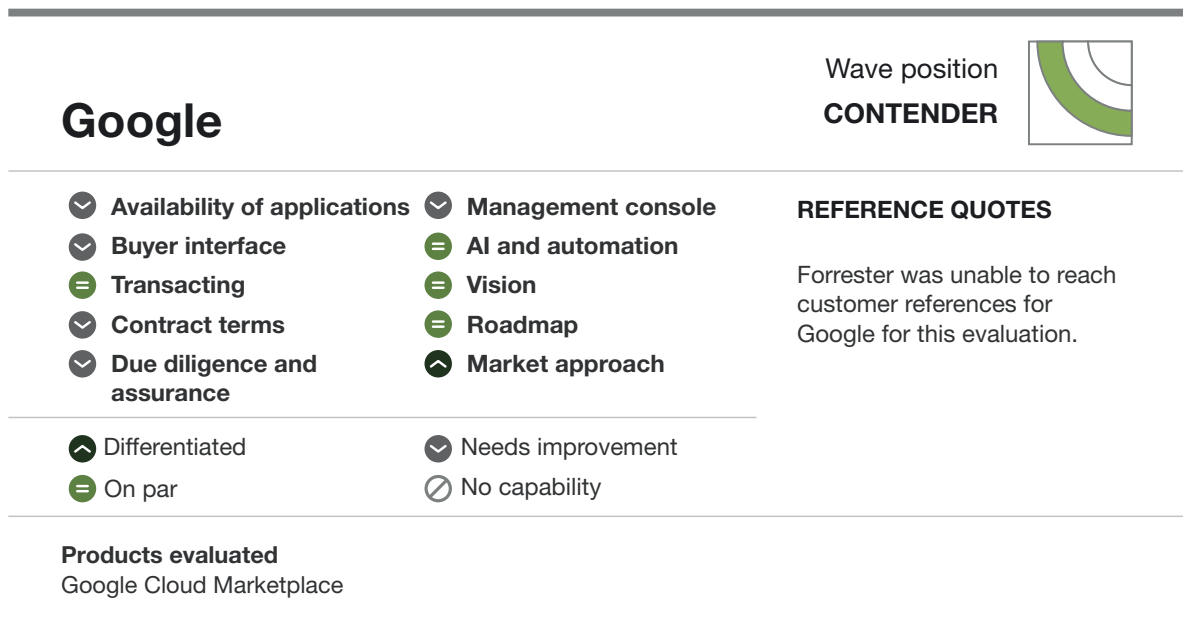 Wave position
CONTENDER
Google
Availability of applications
Buyer interface
Transacting
Contract terms
Due diligence and
assurance
Management console
AI and automation
Vision
Roadmap
Market approach
REFERENCE QUOTES
Forrester was unable to reach
customer references for
Google for this evaluation.
Differentiated
On par
Needs improvement
No capability
Products evaluated
Google Cloud Marketplace